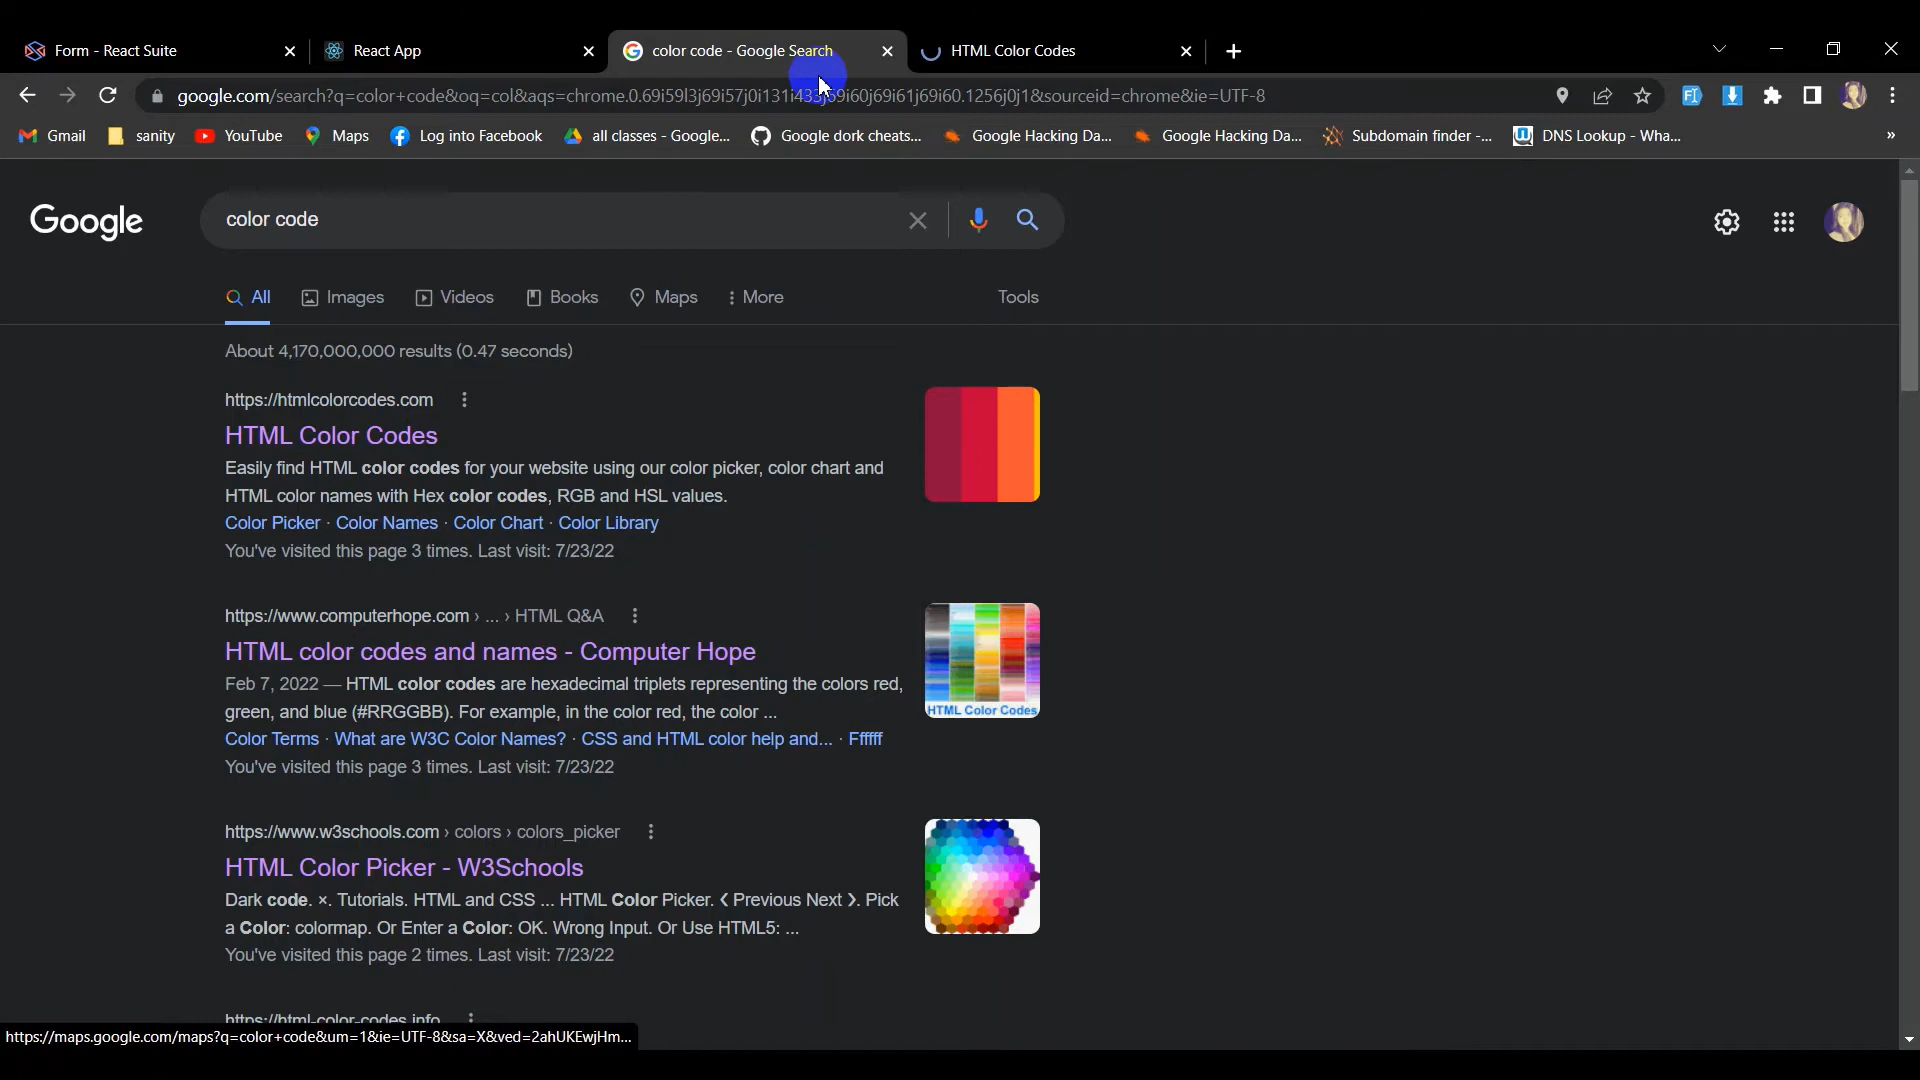 Form - React Suite
React App
color code - Google Search
HTML Color Codes
google.com/search?q=color+code&oq=col&aqs=chrome.0.69i59l3j69i57j0i131i433j69i60j69i61j69i60.1256j0j1&sourceid=chrome&ie=UTF-8
Gmail
sanity
YouTube
Maps
Log into Facebook
all classes - Google...
Google dork cheats...
Google Hacking Da...
Google Hacking Da...
Subdomain finder -...
DNS Lookup - Wha...
Google
color code
All
Images
Videos
Books
Maps
More
Tools
About 4,170,000,000 results (0.47 seconds)
https://htmlcolorcodes.com
HTML Color Codes
Easily find HTML color codes for your website using our color picker, color chart and
HTML color names with Hex color codes, RGB and HSL values.
Color Picker · Color Names · Color Chart · Color Library
You've visited this page 3 times. Last visit: 7/23/22
https://www.computerhope.com › ... › HTML Q&A
HTML color codes and names - Computer Hope
Feb 7, 2022 — HTML color codes are hexadecimal triplets representing the colors red,
green, and blue (#RRGGBB). For example, in the color red, the color ...
Color Terms · What are W3C Color Names? · CSS and HTML color help and... · Ffffff
You've visited this page 3 times. Last visit: 7/23/22
HTML Color Codes
https://www.w3schools.com › colors › colors_picker
HTML Color Picker - W3Schools
Dark code. ×. Tutorials. HTML and CSS ... HTML Color Picker. ❮ Previous Next ❯. Pick
a Color: colormap. Or Enter a Color: OK. Wrong Input. Or Use HTML5: ...
You've visited this page 2 times. Last visit: 7/23/22
https://html-color-codes.info
https://maps.google.com/maps?q=color+code&um=1&ie=UTF-8&sa=X&ved=2ahUKEwjHm...